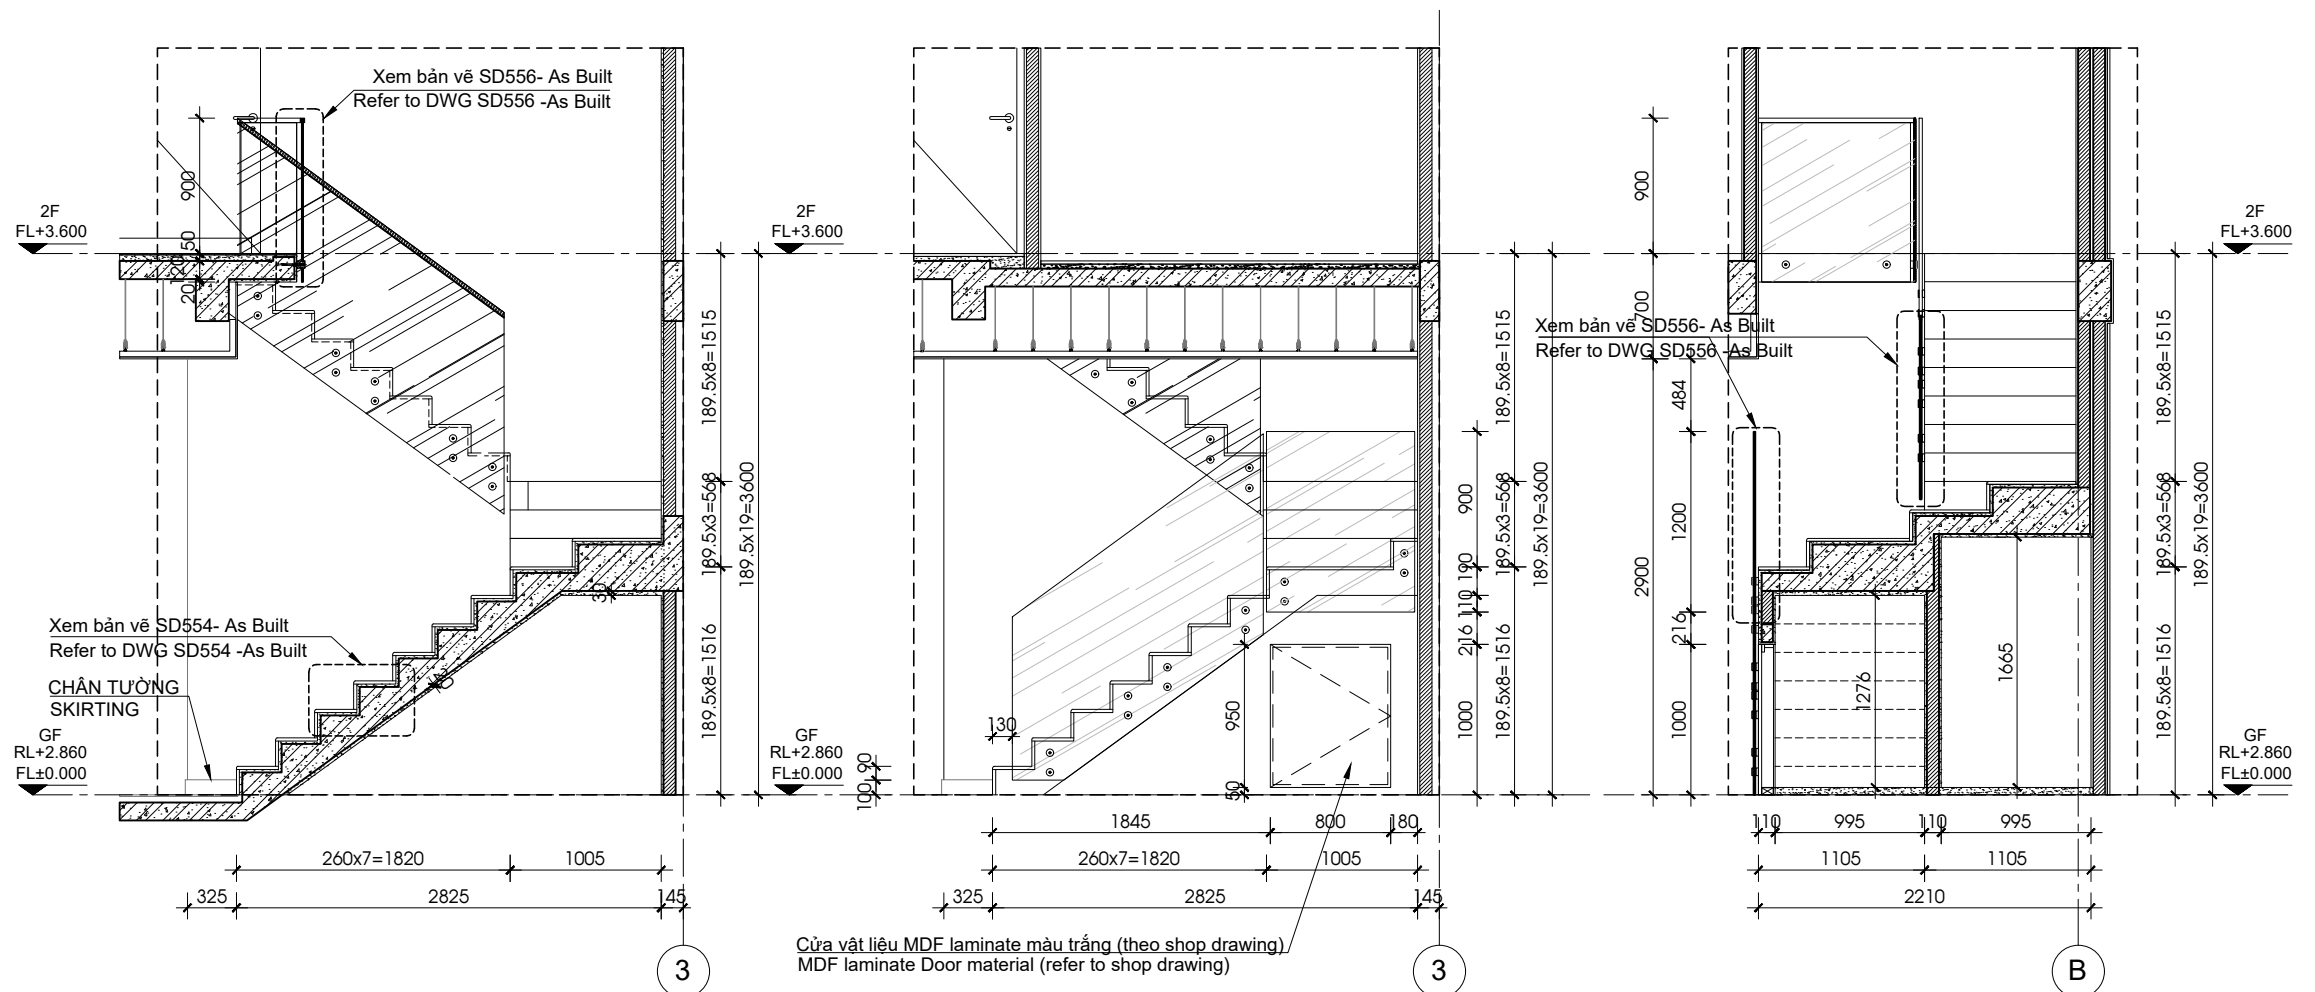 Xem bản vẽ SD556- As Built
Refer to DWG SD556 -As Built
900
2F
FL+3.600
50
120
20
189.5x8=1515
189.5x3=568
189.5x19=3600
30
Xem bản vẽ SD554- As Built
Refer to DWG SD554 -As Built
CHÂN TƯỜNG
SKIRTING
GF
RL+2.860
FL±0.000
189.5x8=1516
260x7=1820
1005
325
2825
145
3
2F
FL+3.600
189.5x8=1515
900
189.5x3=568
189.5x19=3600
190
110
216
189.5x8=1516
130
950
1000
GF
RL+2.860
FL±0.000
90
100
50
1845
800
180
260x7=1820
1005
325
2825
145
Cửa vật liệu MDF laminate màu trắng (theo shop drawing)
MDF laminate Door material (refer to shop drawing)
3
900
2F
FL+3.600
700
Xem bản vẽ SD556- As Built
Refer to DWG SD556 -As Built
189.5x8=1515
484
1200
189.5x3=568
189.5x19=3600
2900
216
1276
1665
189.5x8=1516
1000
GF
RL+2.860
FL±0.000
110
995
110
995
1105
1105
2210
B